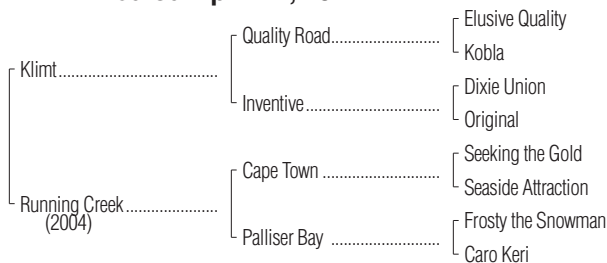 Elusive Quality
Quality Road
Kobla
Klimt
Dixie Union
Inventive
Original
Seeking the Gold
Cape Town
Seaside Attraction
Running Creek
(2004)
Frosty the Snowman
Palliser Bay
Caro Keri